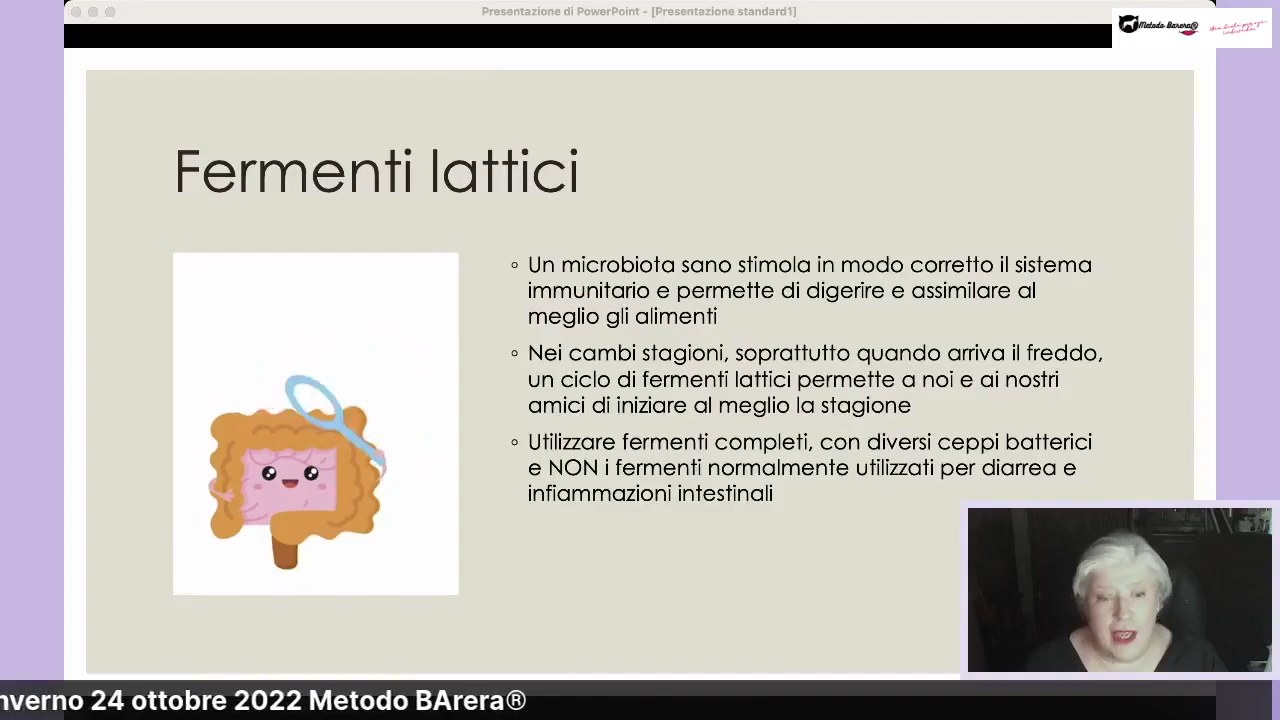 Presentazione di PowerPoint - [Presentazione standard1]
Metodo BArera®
Fermenti lattici
◦ Un microbiota sano stimola in modo corretto il sistema
immunitario e permette di digerire e assimilare al
meglio gli alimenti
◦ Nei cambi stagioni, soprattutto quando arriva il freddo,
un ciclo di fermenti lattici permette a noi e ai nostri
amici di iniziare al meglio la stagione
◦ Utilizzare fermenti completi, con diversi ceppi batterici
e NON i fermenti normalmente utilizzati per diarrea e
infiammazioni intestinali
nverno 24 ottobre 2022 Metodo BArera®